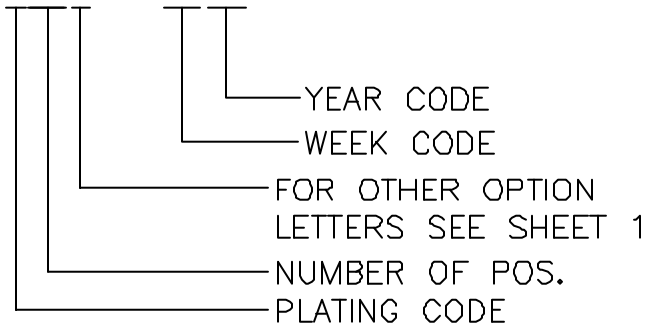 YEAR CODE
WEEK CODE
FOR OTHER OPTION
LETTERS SEE SHEET 1
NUMBER OF POS.
PLATING CODE